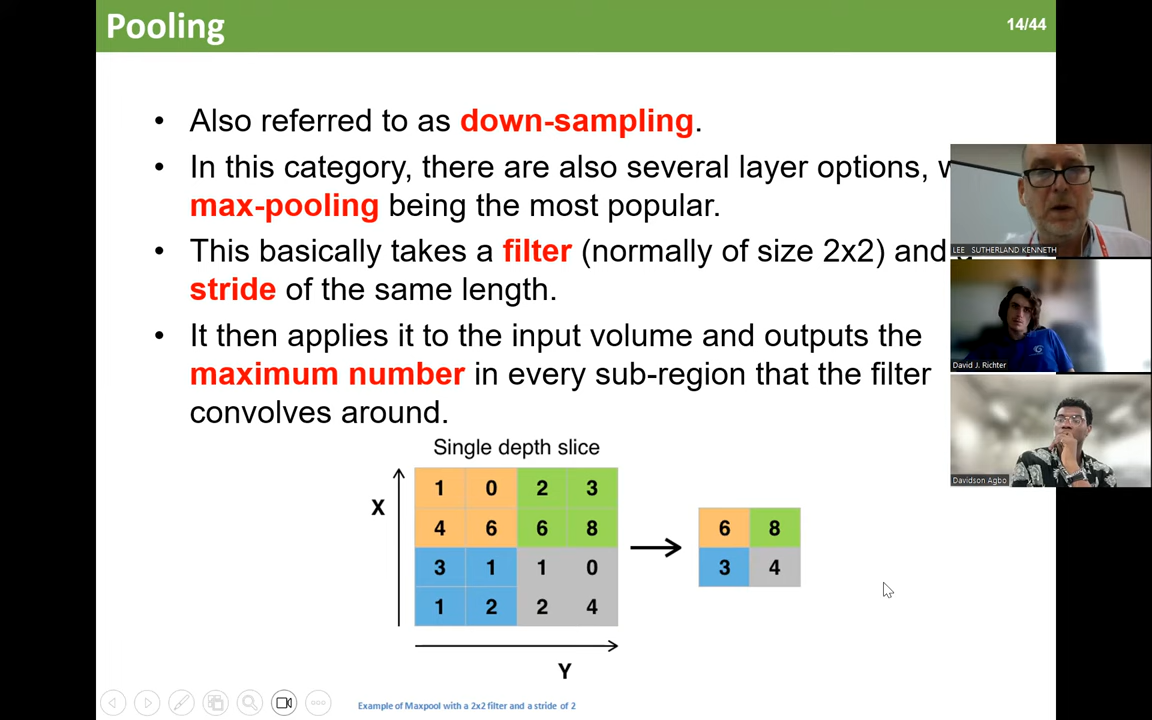 Pooling
14/44
• Also referred to as down-sampling.
• In this category, there are also several layer options,
max-pooling being the most popular.
• This basically takes a filter (normally of size 2x2) and
stride of the same length.
• It then applies it to the input volume and outputs the
maximum number in every sub-region that the filter
convolves around.
LEE SUTHERLAND KENNETH
David J. Richter
Davidson Agbo
Single depth slice
X
1 0 2 3
4 6 6 8
3 1 1 0
1 2 2 4
6 8
3 4
Y
Example of Maxpool with a 2x2 filter and a stride of 2